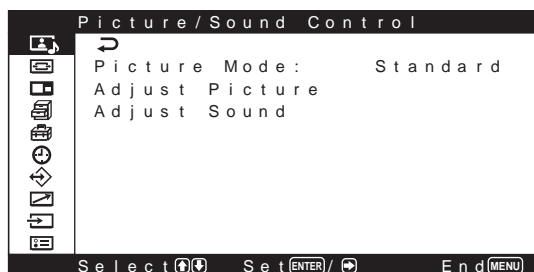 Picture/Sound Control
Picture Mode: Standard
Adjust Picture
Adjust Sound
Select Set ENTER / End MENU